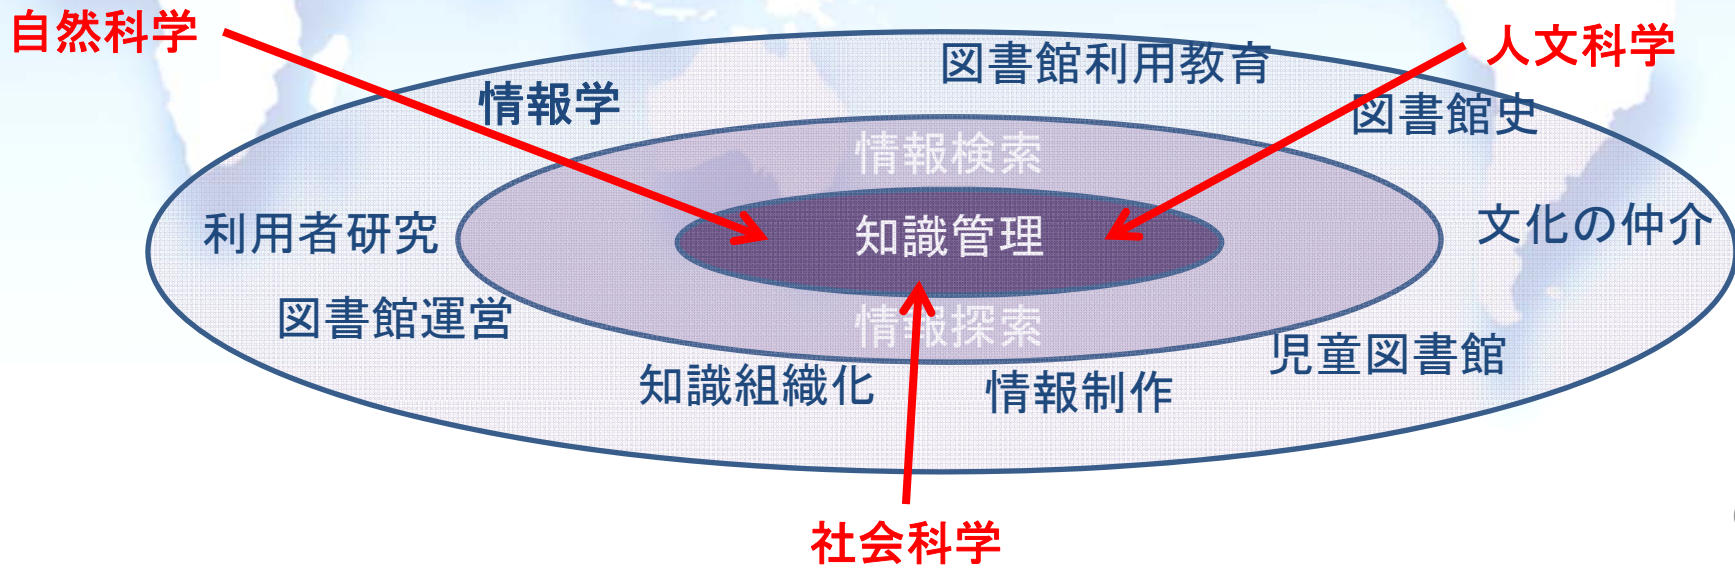 自然科学
人文科学
図書館利用教育
情報学
図書館史
情報検索
利用者研究
知識管理
文化の仲介
図書館運営
情報探索
児童図書館
知識組織化
情報制作
社会科学